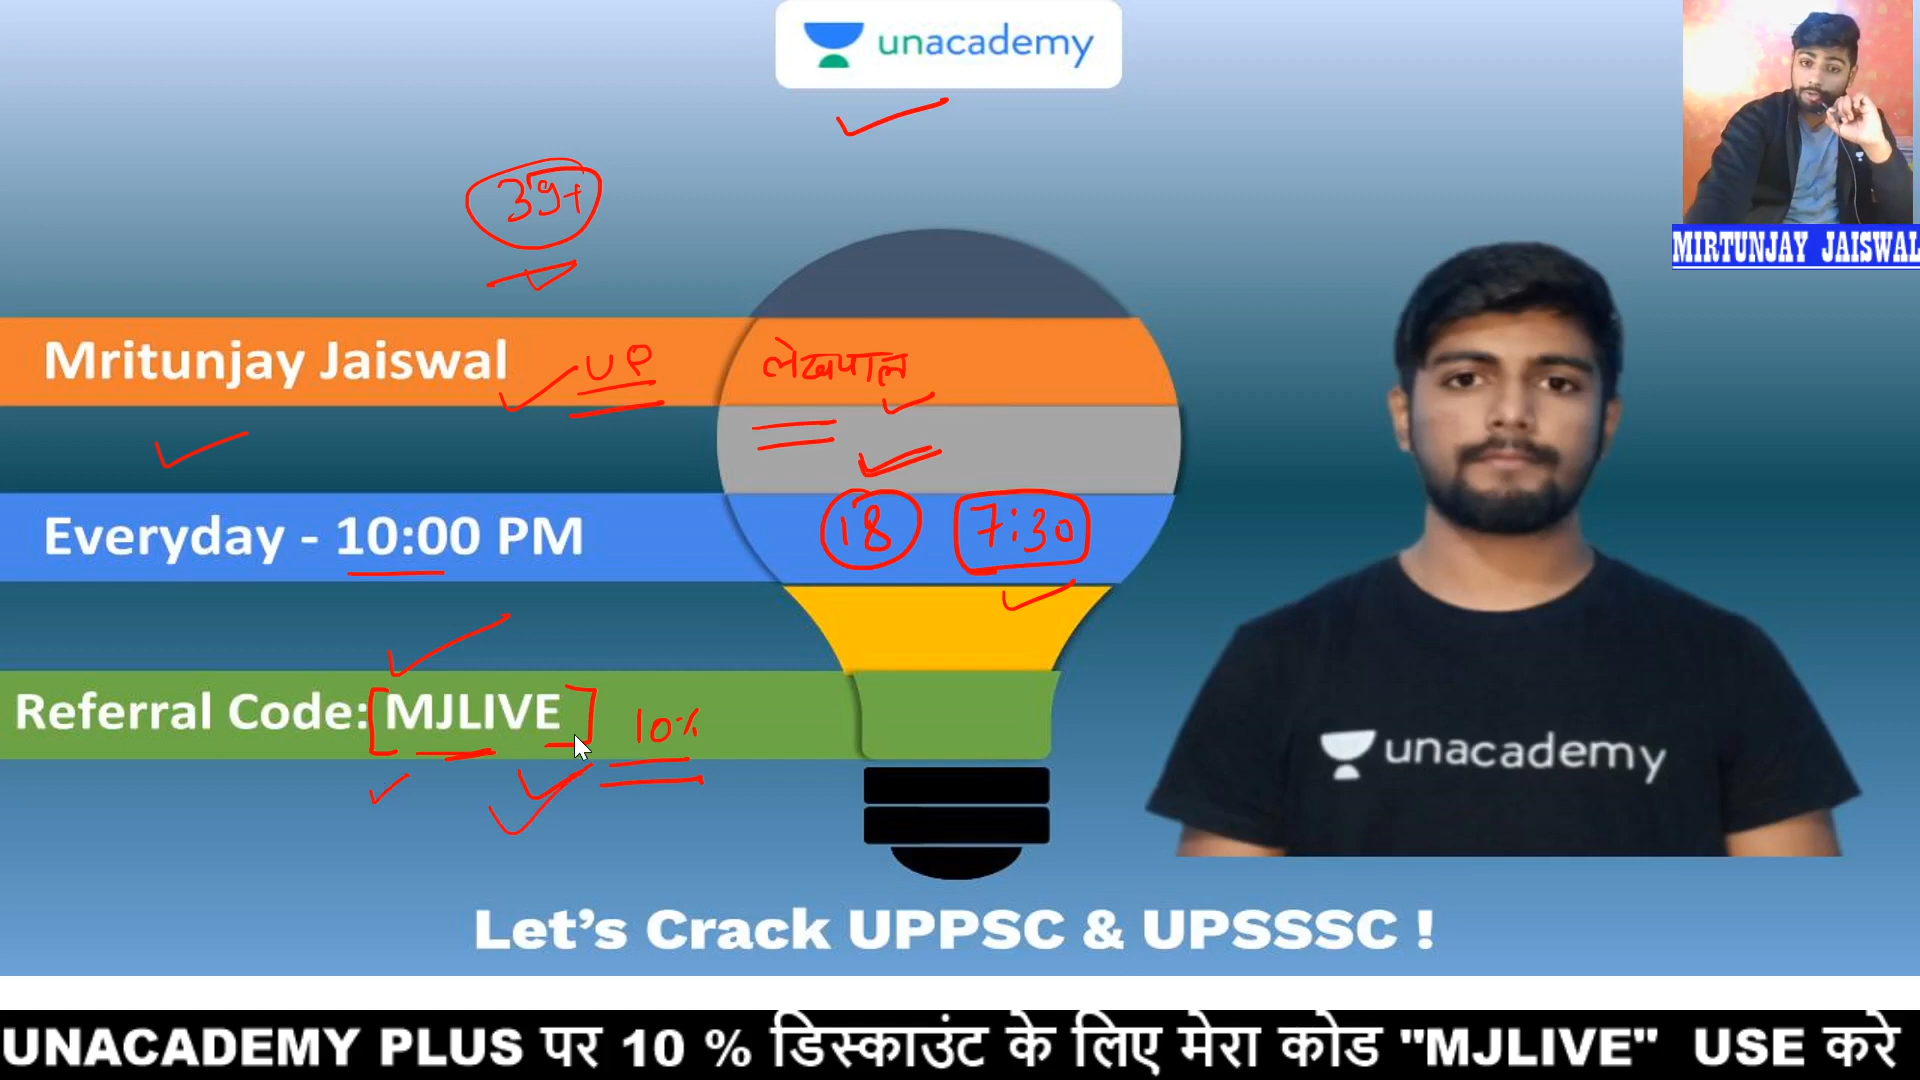 unacademy
MIRTUNJAY JAISWAL
39+
Mritunjay Jaiswal UP लेखपाल
Everyday - 10:00 PM 18 7:30
Referral Code: [MJLIVE] 10%
unacademy
Let's Crack UPPSC & UPSSSC !
UNACADEMY PLUS पर 10 % डिस्काउंट के लिए मेरा कोड "MJLIVE" USE करे